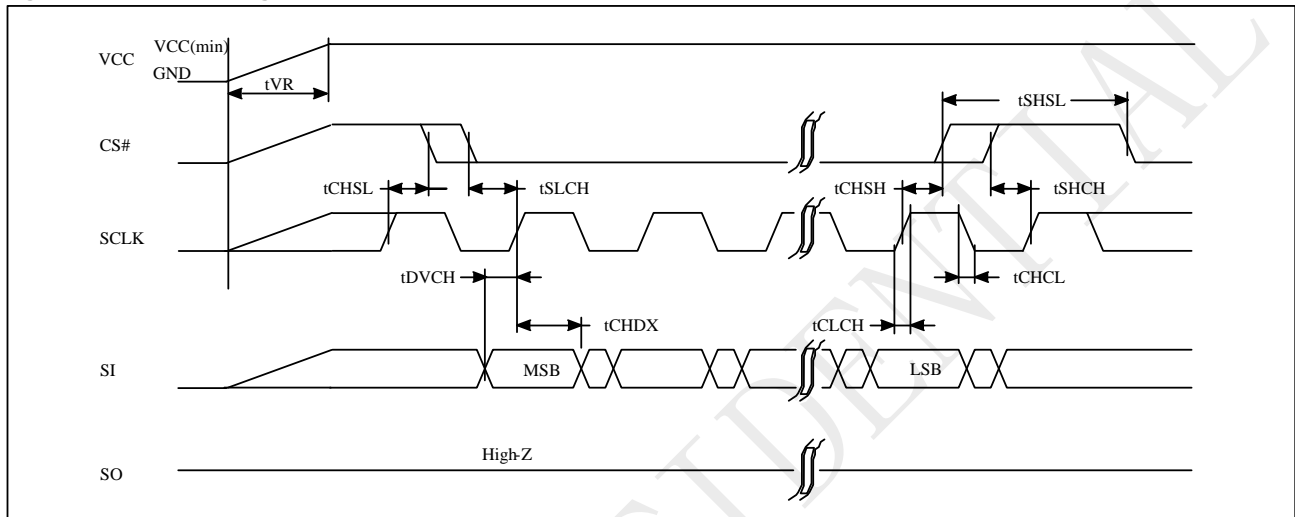 VCC
VCC(min)
GND
tVR
tSHSL
CS#
tCHSL
tSLCH
tCHSH
tSHCH
SCLK
tDVCH
tCHCL
tCHDX
tCLCH
SI
MSB
LSB
High-Z
SO
IDENTIAL